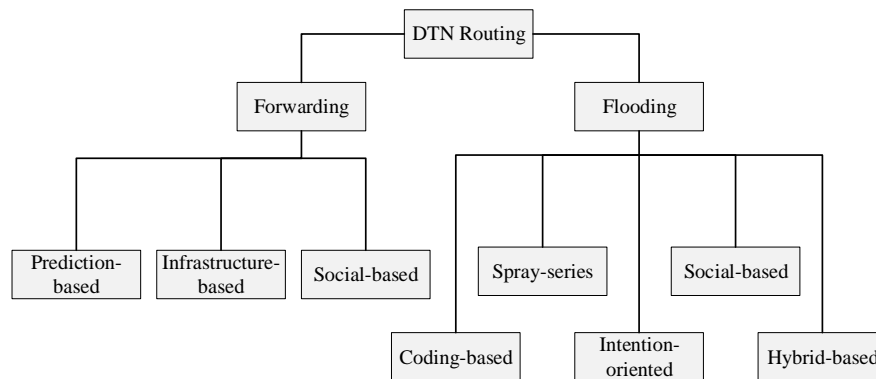 DTN Routing
Forwarding
Flooding
Prediction-
based
Infrastructure-
based
Social-based
Spray-series
Social-based
Coding-based
Intention-
oriented
Hybrid-based